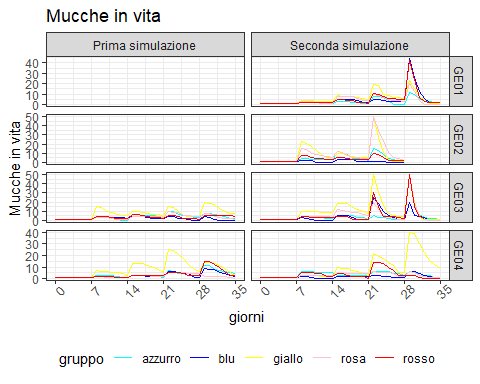 Mucche in vita
Prima simulazione
Seconda simulazione
Mucche in vita
40
30
20
10
0
GE01
50
40
30
20
10
0
GE02
50
40
30
20
10
0
GE03
40
30
20
10
0
GE04
0 7 14 21 28 35
0 7 14 21 28 35
giorni
gruppo azzurro blu giallo rosa rosso